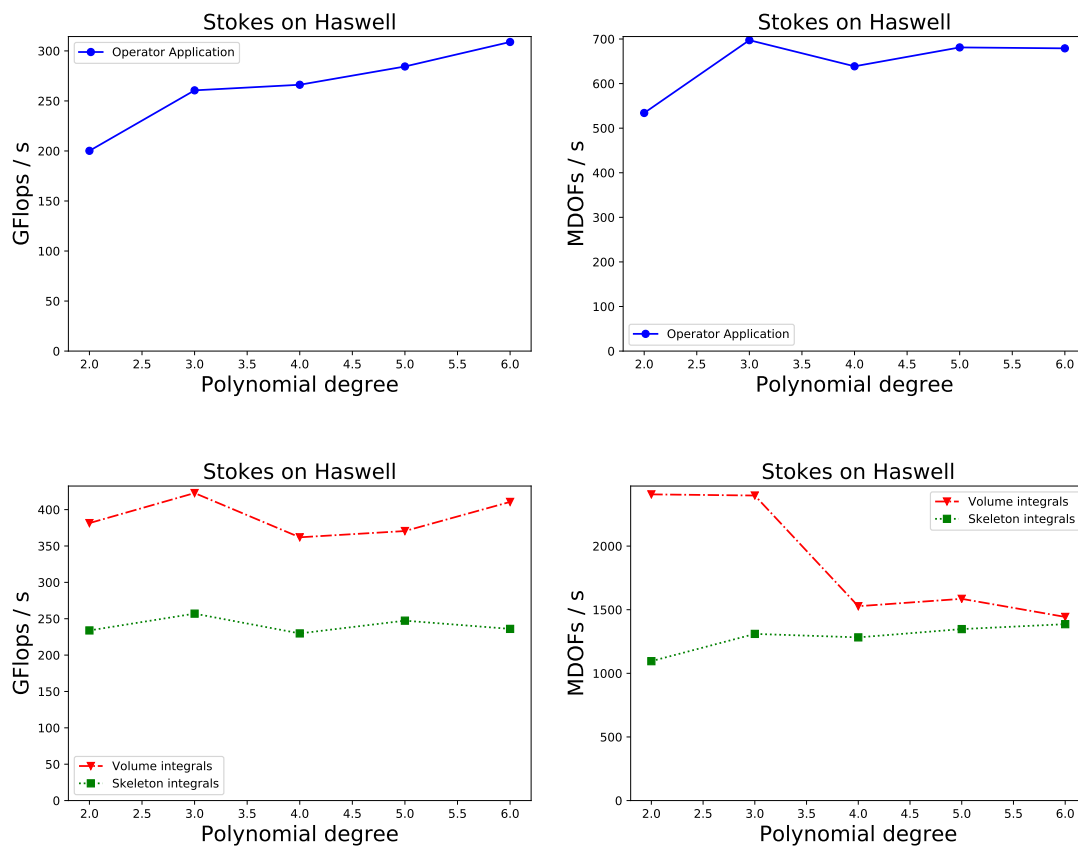 Stokes on Haswell
GFlops / s
300
250
200
150
100
50
0
Operator Application
2.0 2.5 3.0 3.5 4.0 4.5 5.0 5.5 6.0
Polynomial degree
Stokes on Haswell
MDOFs / s
700
600
500
400
300
200
100
0
Operator Application
2.0 2.5 3.0 3.5 4.0 4.5 5.0 5.5 6.0
Polynomial degree
Stokes on Haswell
GFlops / s
400
350
300
250
200
150
100
50
0
Volume integrals
Skeleton integrals
2.0 2.5 3.0 3.5 4.0 4.5 5.0 5.5 6.0
Polynomial degree
Stokes on Haswell
MDOFs / s
Volume integrals
Skeleton integrals
2000
1500
1000
500
0
2.0 2.5 3.0 3.5 4.0 4.5 5.0 5.5 6.0
Polynomial degree